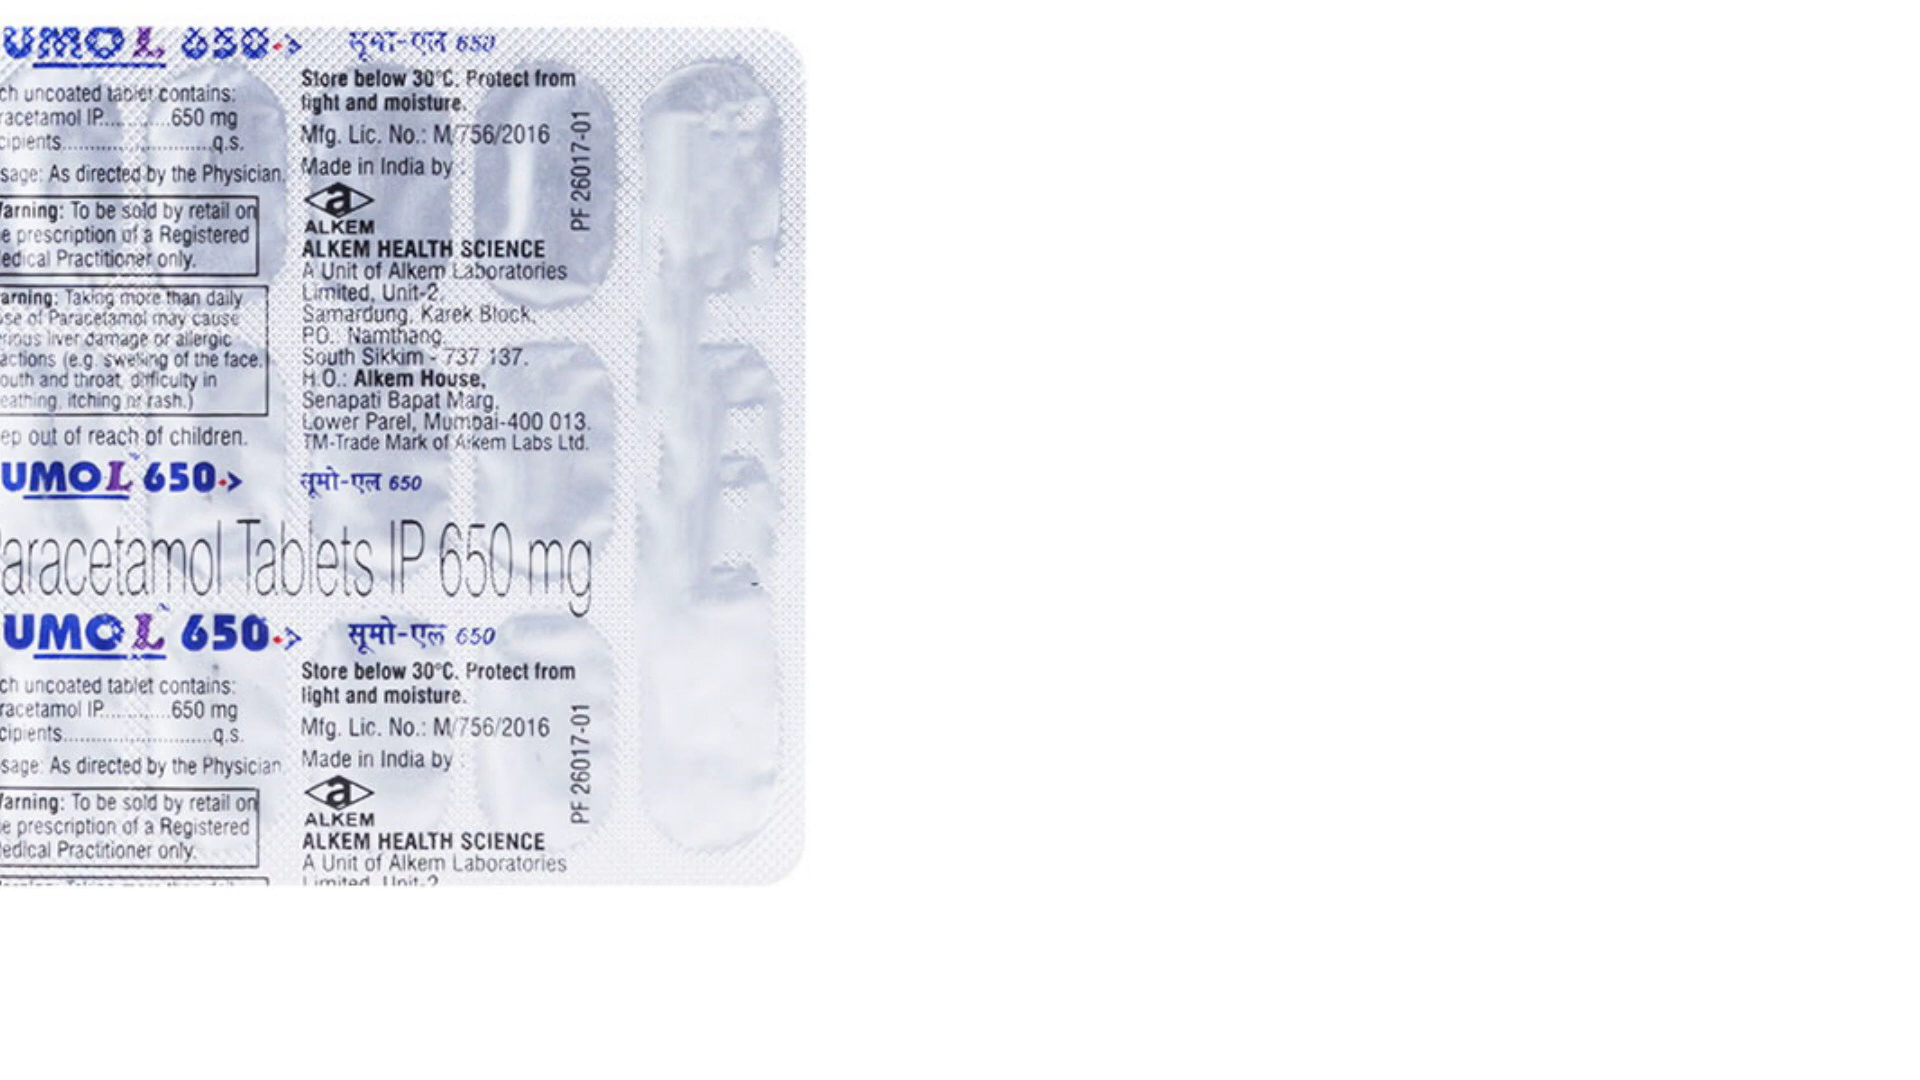 UMOL 650
सूमो-एल 650
ch uncoated tablet contains:
racetamol IP............650 mg
cipients............................q.s.
sage: As directed by the Physician.
arning: To be sold by retail on
e prescription of a Registered
edical Practitioner only.
arning: Taking more than daily
se of Paracetamol may cause
rious liver damage or allergic
actions (e.g. swelling of the face,
outh and throat, difficulty in
eathing, itching or rash.)
ep out of reach of children.
Store below 30°C. Protect from
light and moisture.
Mfg. Lic. No.: M/756/2016
Made in India by :
a
ALKEM
ALKEM HEALTH SCIENCE
A Unit of Alkem Laboratories
Limited, Unit-2,
Samardung, Karek Block,
P.O.: Namthang,
South Sikkim - 737 137.
H.O.: Alkem House,
Senapati Bapat Marg,
Lower Parel, Mumbai-400 013.
TM-Trade Mark of Alkem Labs Ltd.
PF 26017-01
UMOL 650
सूमो-एल 650
aracetamol Tablets IP 650 mg
UMOL 650
सूमो-एल 650
ch uncoated tablet contains:
racetamol IP............650 mg
cipients............................q.s.
sage: As directed by the Physician.
arning: To be sold by retail on
e prescription of a Registered
edical Practitioner only.
Store below 30°C. Protect from
light and moisture.
Mfg. Lic. No.: M/756/2016
Made in India by :
a
ALKEM
ALKEM HEALTH SCIENCE
A Unit of Alkem Laboratories
Limited, Unit-2
PF 26017-01